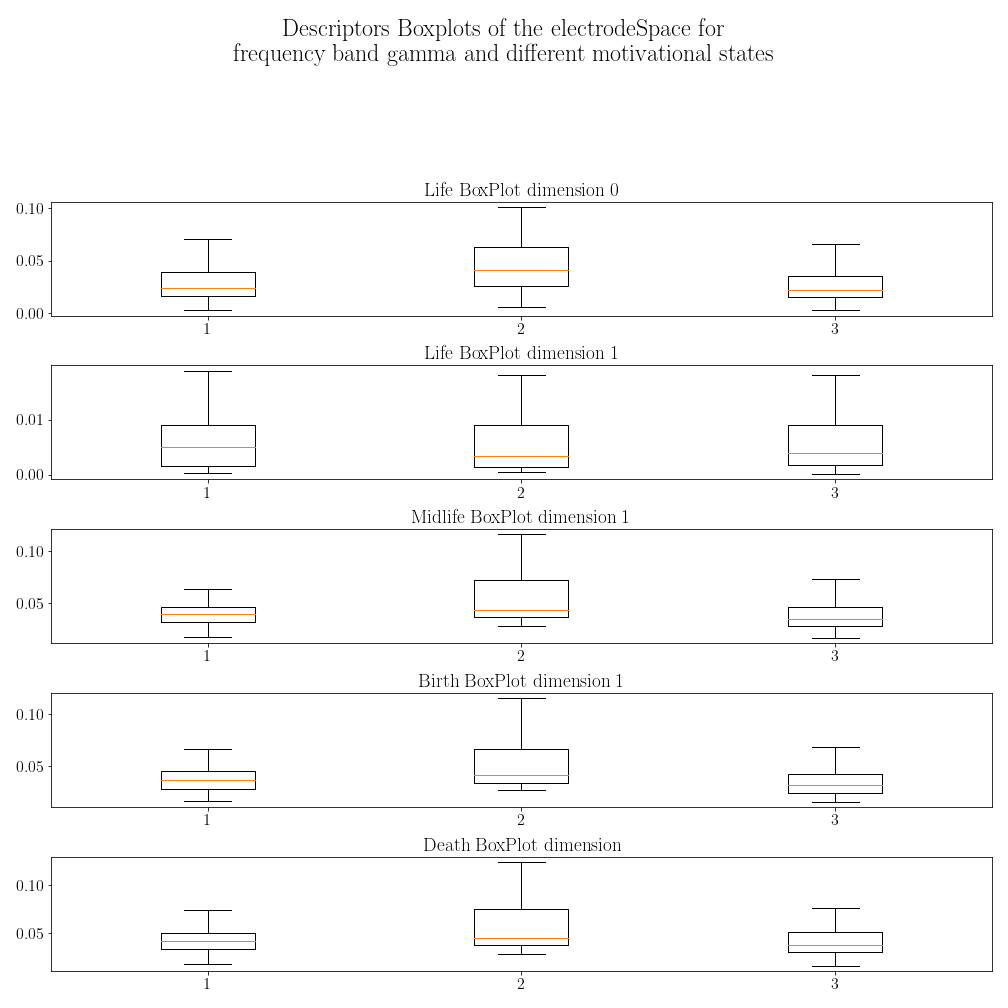 Descriptors Boxplots of the electrodeSpace for
frequency band gamma and different motivational states
Life BoxPlot dimension 0
0.10
0.05
0.00
1 2 3
Life BoxPlot dimension 1
0.01
0.00
1 2 3
Midlife BoxPlot dimension 1
0.10
0.05
1 2 3
Birth BoxPlot dimension 1
0.10
0.05
1 2 3
Death BoxPlot dimension
0.10
0.05
1 2 3